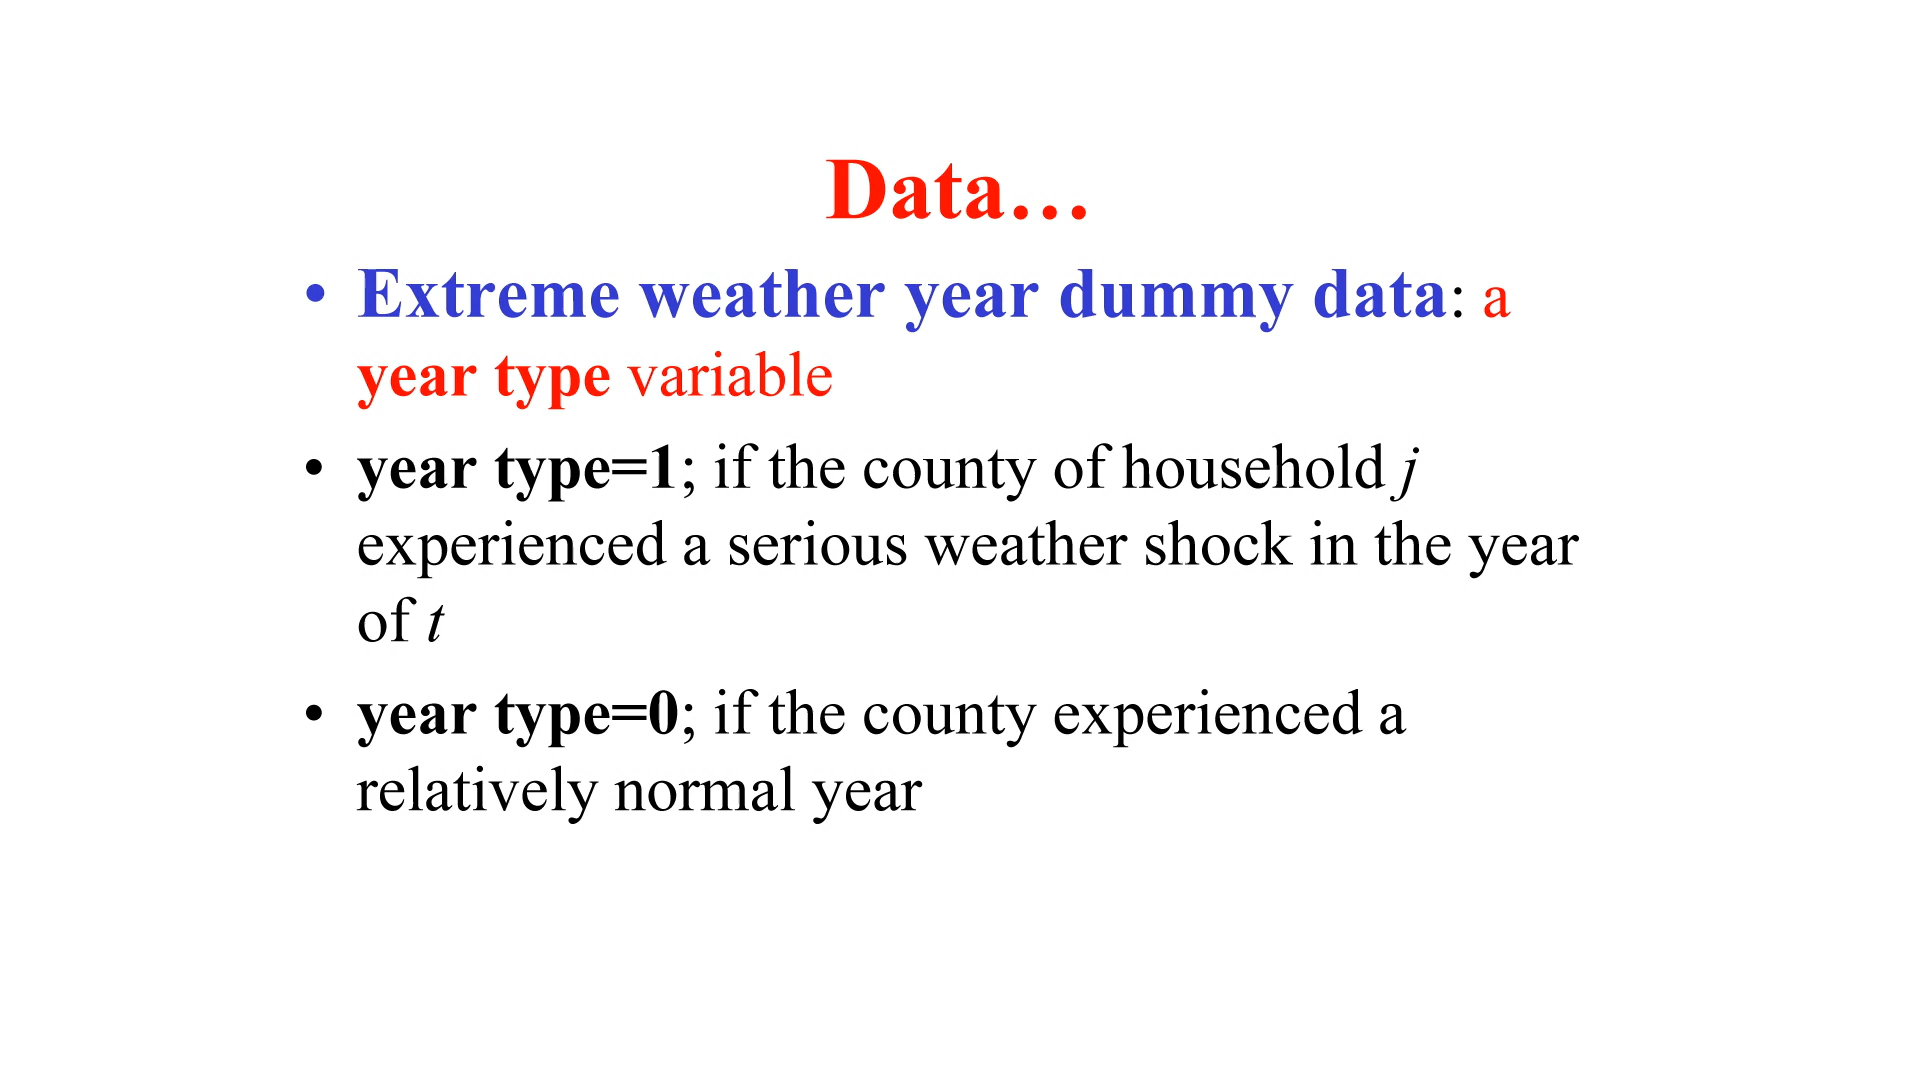 Data…
• Extreme weather year dummy data: a
year type variable
• year type=1; if the county of household j
experienced a serious weather shock in the year
of t
• year type=0; if the county experienced a
relatively normal year